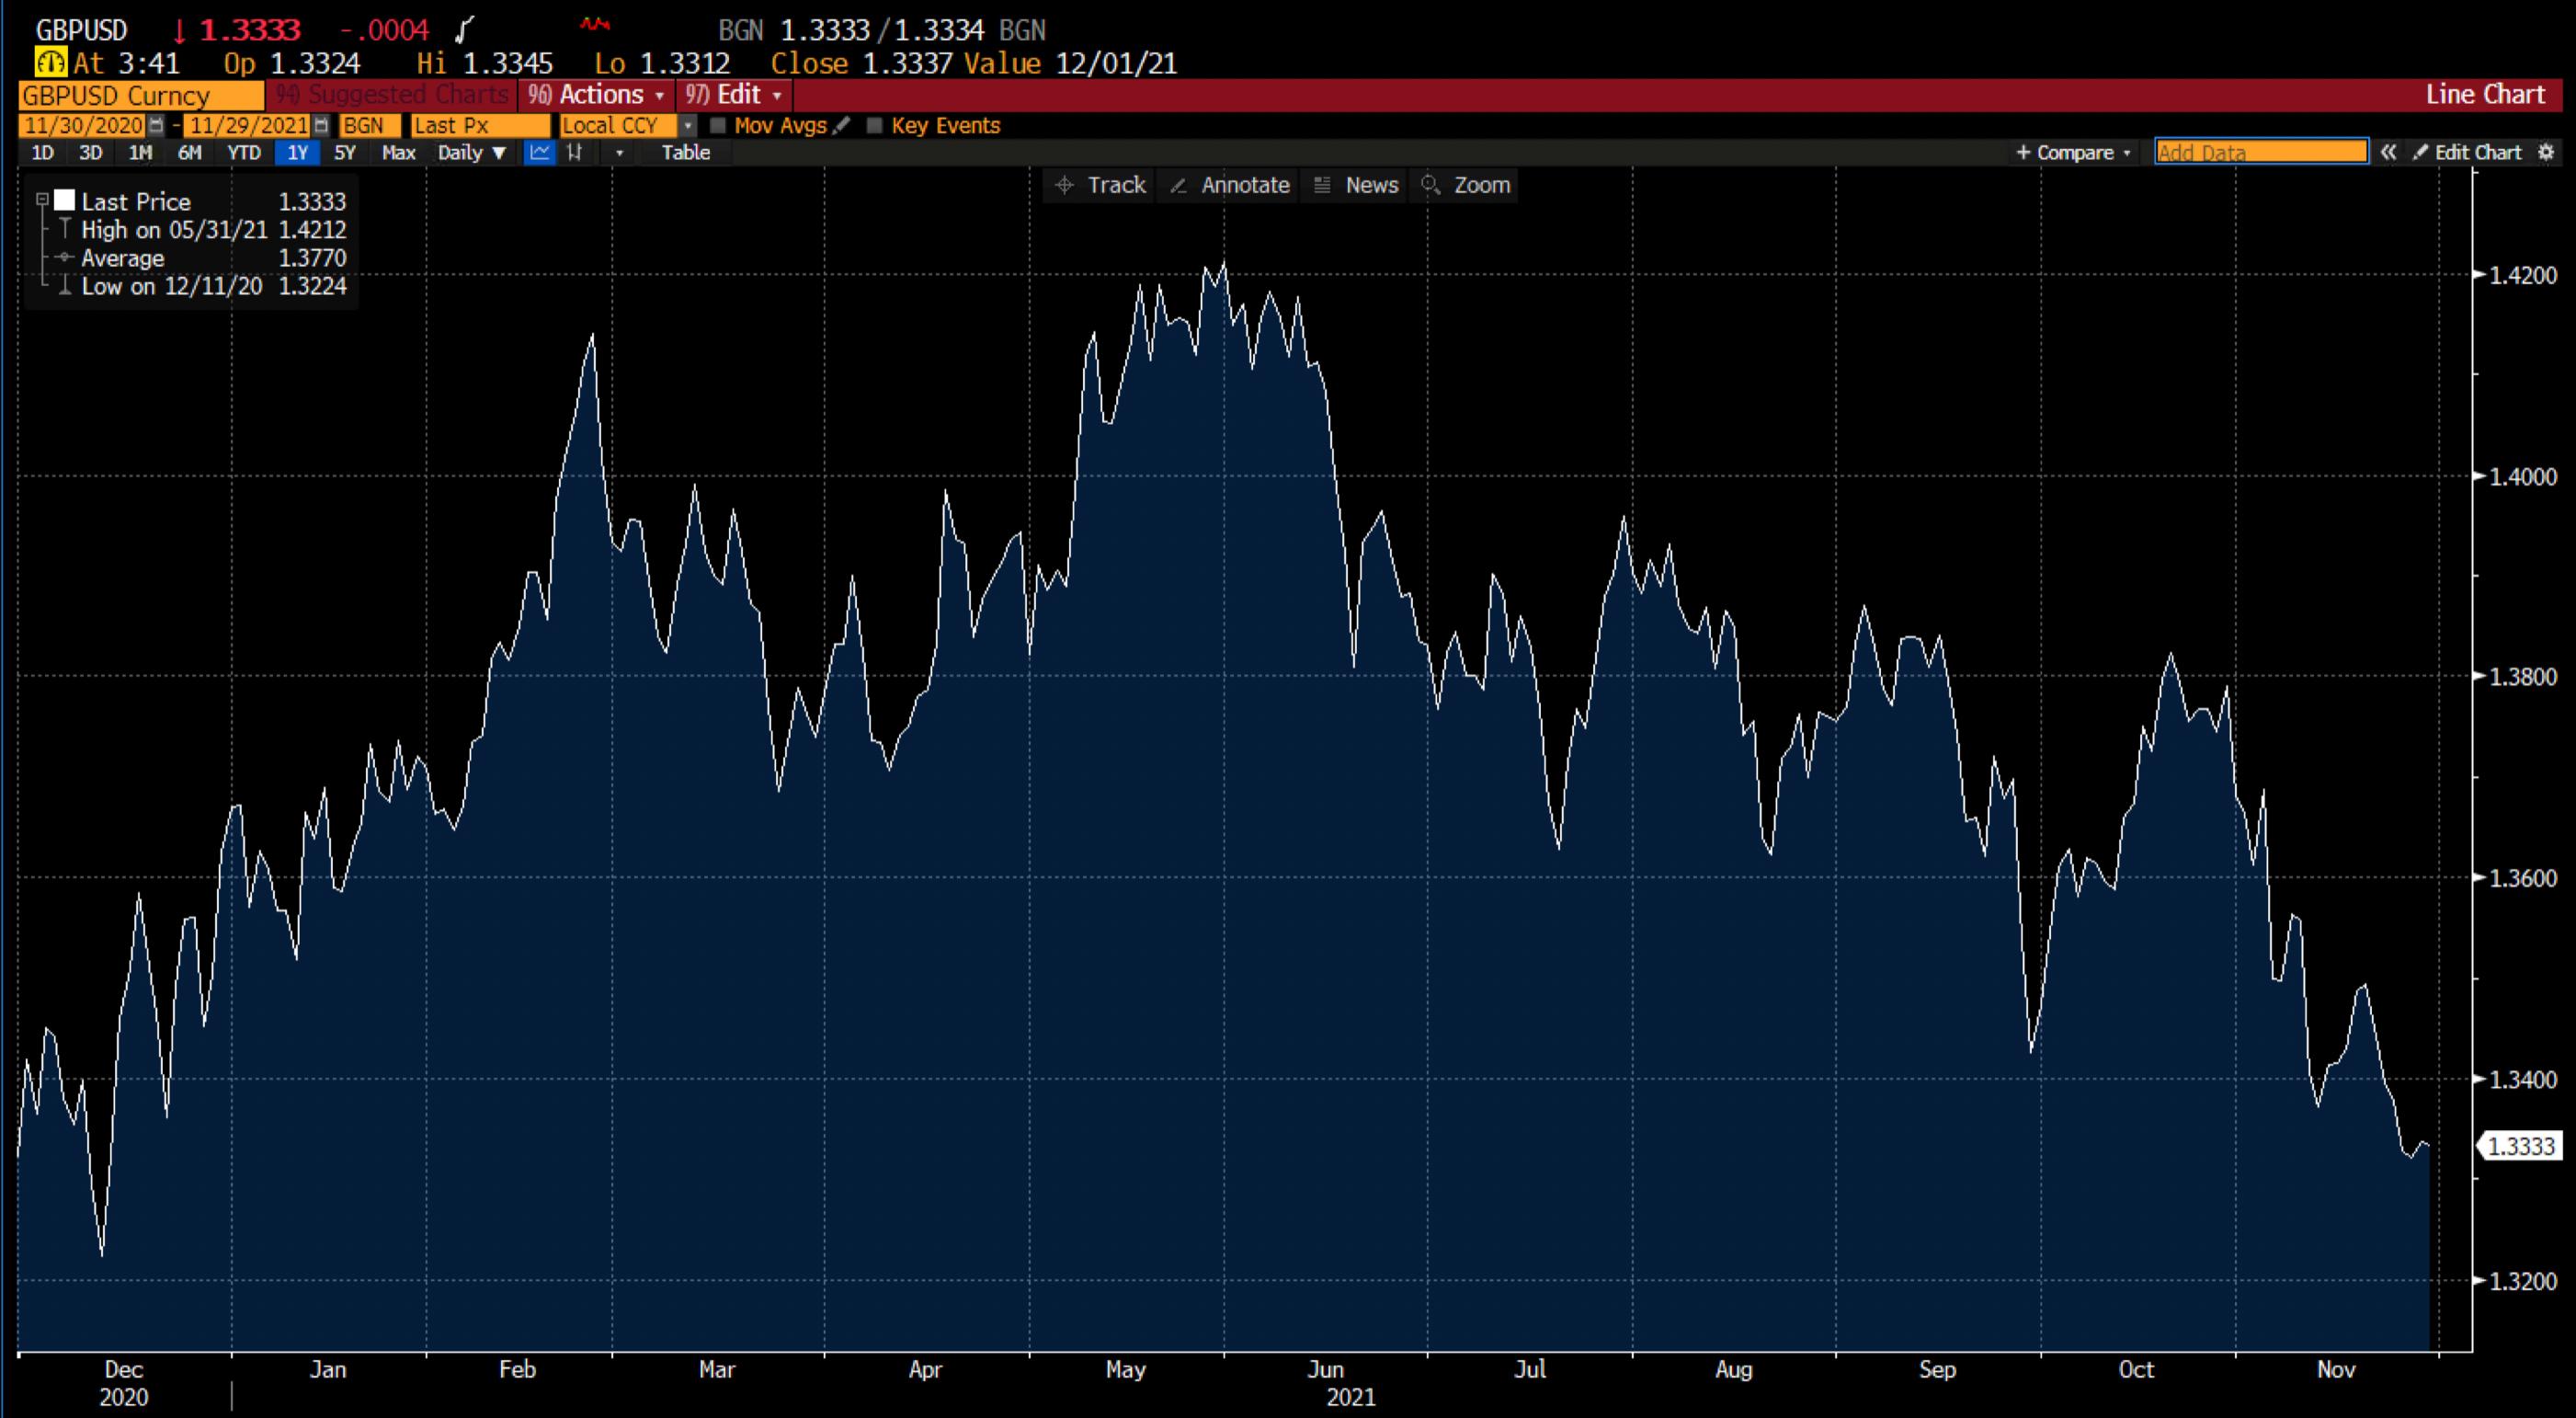 GBPUSD ↓ 1.3333 -.0004 BGN 1.3333/1.3334 BGN
At 3:41 Op 1.3324 Hi 1.3345 Lo 1.3312 Close 1.3337 Value 12/01/21
GBPUSD Curncy 94) Suggested Charts 96) Actions 97) Edit Line Chart
11/30/2020 - 11/29/2021 BGN Last Px Local CCY Mov Avgs Key Events
1D 3D 1M 6M YTD 1Y 5Y Max Daily ▼ Table + Compare Add Data « Edit Chart
Track Annotate News Zoom
Last Price 1.3333
High on 05/31/21 1.4212
Average 1.3770
Low on 12/11/20 1.3224
1.4200
1.4000
1.3800
1.3600
1.3400
1.3333
1.3200
Dec Jan Feb Mar Apr May Jun Jul Aug Sep Oct Nov
2020 2021